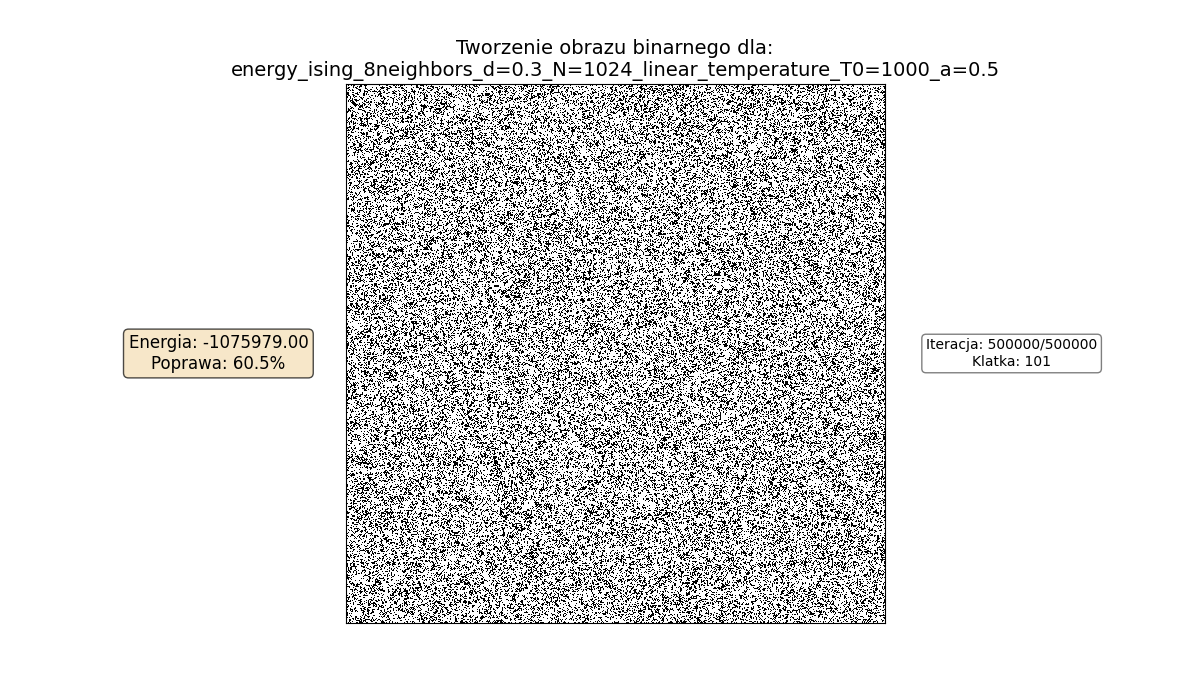 Tworzenie obrazu binarnego dla:
energy_ising_8neighbors_d=0.3_N=1024_linear_temperature_T0=1000_a=0.5
Energia: -1075979.00
Poprawa: 60.5%
Iteracja: 500000/500000
Klatka: 101